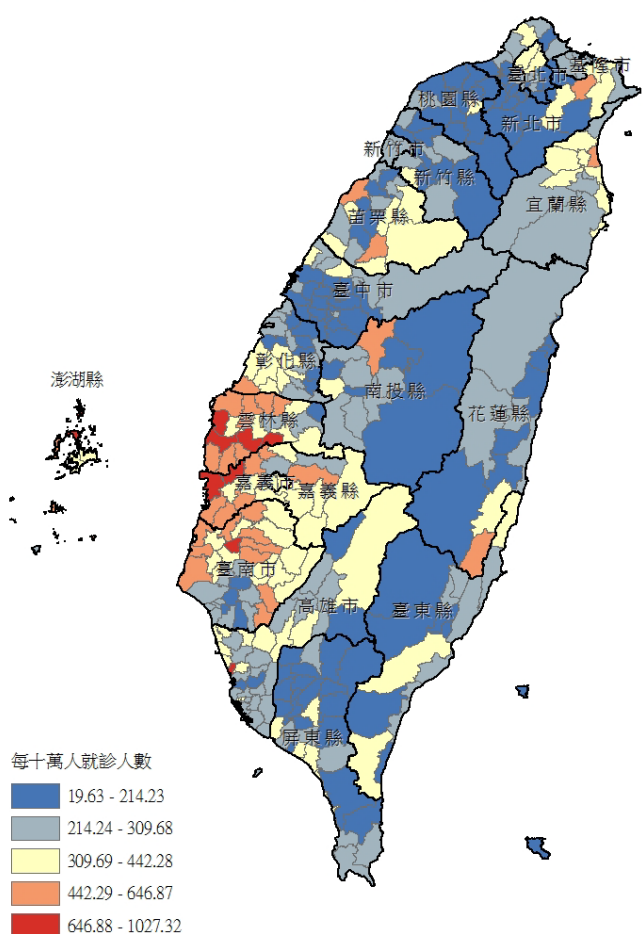 基隆市
臺北市
桃園縣
新北市
新竹市
新竹縣
宜蘭縣
苗栗縣
臺中市
彰化縣
澎湖縣
南投縣
花蓮縣
雲林縣
嘉義市
嘉義縣
臺南市
高雄市
臺東縣
屏東縣
每十萬人就診人數
19.63 - 214.23
214.24 - 309.68
309.69 - 442.28
442.29 - 646.87
646.88 - 1027.32